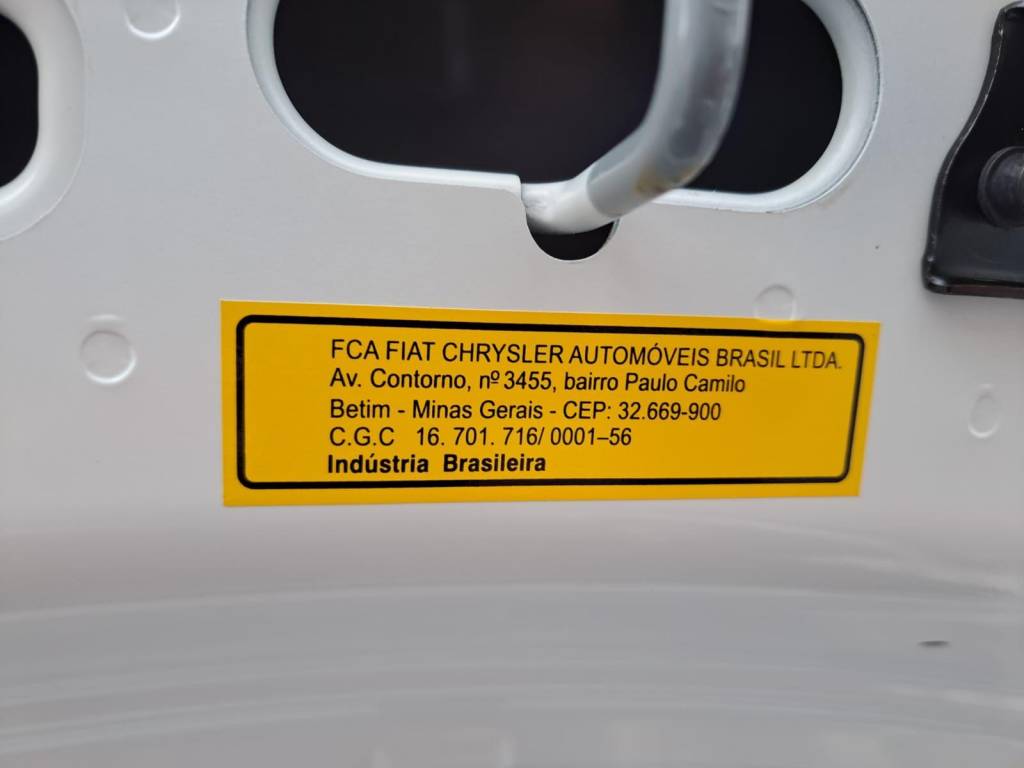 FCA FIAT CHRYSLER AUTOMÓVEIS BRASIL LTDA.
Av. Contorno, nº 3455, bairro Paulo Camilo
Betim - Minas Gerais - CEP: 32.669-900
C.G.C 16. 701. 716/ 0001–56
Indústria Brasileira